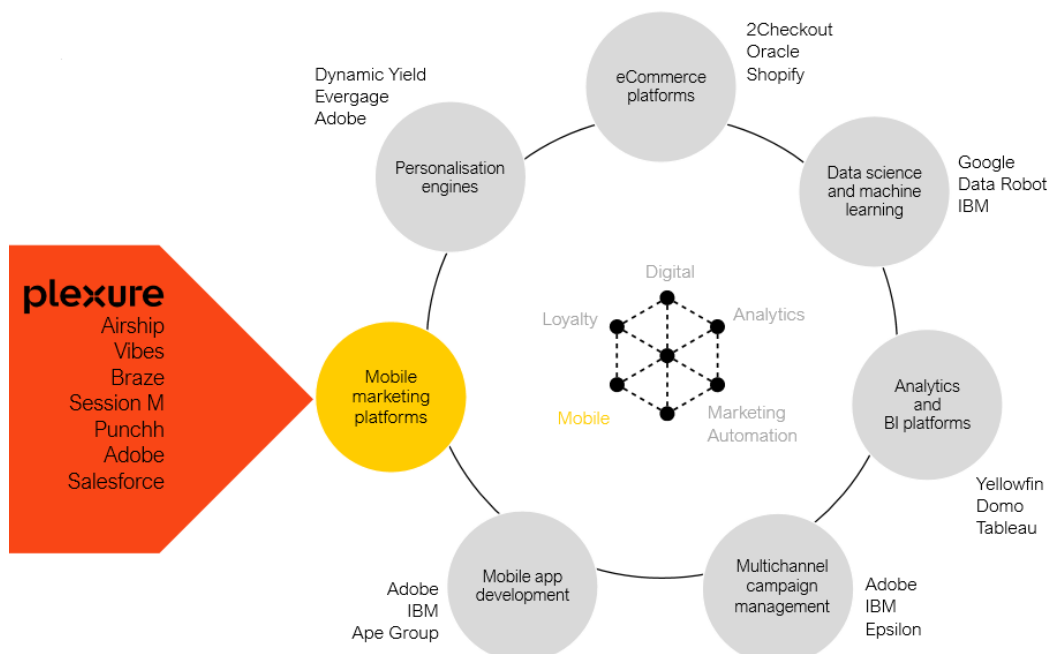 2Checkout
Oracle
Shopify
eCommerce
platforms
Dynamic Yield
Evergage
Adobe
Personalisation
engines
Data science
and machine
learning
Google
Data Robot
IBM
plexure
Airship
Vibes
Braze
Session M
Punchh
Adobe
Salesforce
Mobile
marketing
platforms
Digital
Loyalty
Analytics
Mobile
Marketing
Automation
Analytics
and
BI platforms
Yellowfin
Domo
Tableau
Mobile app
development
Adobe
IBM
Ape Group
Multichannel
campaign
management
Adobe
IBM
Epsilon